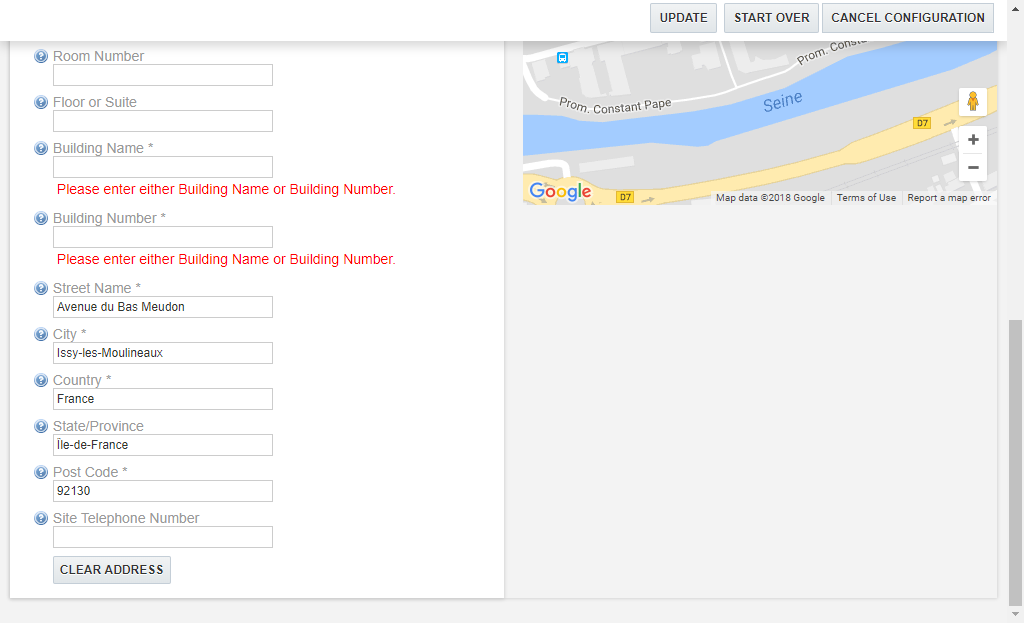 UPDATE
START OVER
CANCEL CONFIGURATION
Room Number
Floor or Suite
Building Name *
Please enter either Building Name or Building Number.
Building Number *
Please enter either Building Name or Building Number.
Street Name *
Avenue du Bas Meudon
City *
Issy-les-Moulineaux
Country *
France
State/Province
Île-de-France
Post Code *
92130
Site Telephone Number
CLEAR ADDRESS
Prom. Consta
Prom. Constant Pape
Seine
D7
+
−
Google
D7
Map data ©2018 Google
Terms of Use
Report a map error